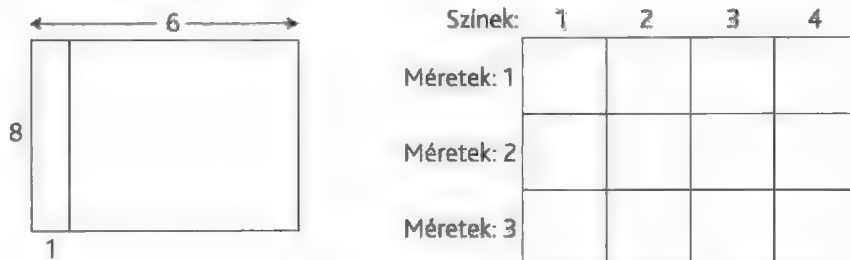 6
8
1
Színek: 1 2 3 4
Méretek: 1
Méretek: 2
Méretek: 3